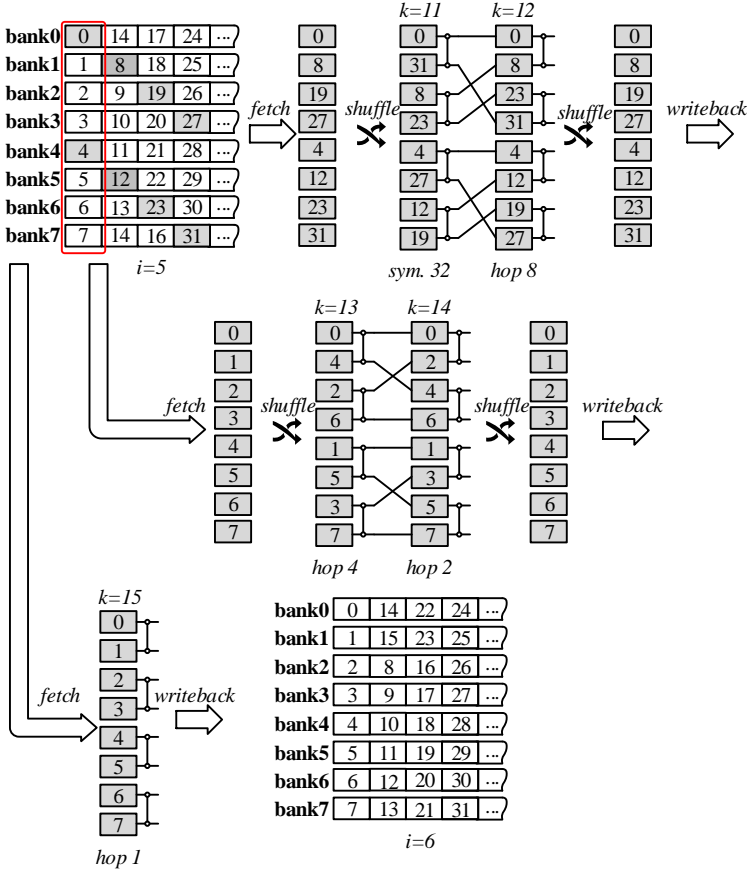 k=11 k=12
bank0 0 14 17 24 ... 0 0 0 0
bank1 1 8 18 25 ... 8 31 8 8
bank2 2 9 19 26 ... 19 8 23 19
fetch shuffle shuffle writeback
bank3 3 10 20 27 ... 27 23 31 27
bank4 4 11 21 28 ... 4 4 4 4
bank5 5 12 22 29 ... 12 27 12 12
bank6 6 13 23 30 ... 23 12 19 23
bank7 7 14 16 31 ... 31 19 27 31
i=5 sym. 32 hop 8
k=13 k=14
0 0 0 0
1 4 2 1
2 2 4 2
fetch shuffle shuffle writeback
3 6 6 3
4 1 1 4
5 5 3 5
6 3 5 6
7 7 7 7
hop 4 hop 2
k=15
0
1
2
fetch writeback
3
4
5
6
7
hop 1
bank0 0 14 22 24 ...
bank1 1 15 23 25 ...
bank2 2 8 16 26 ...
bank3 3 9 17 27 ...
bank4 4 10 18 28 ...
bank5 5 11 19 29 ...
bank6 6 12 20 30 ...
bank7 7 13 21 31 ...
i=6